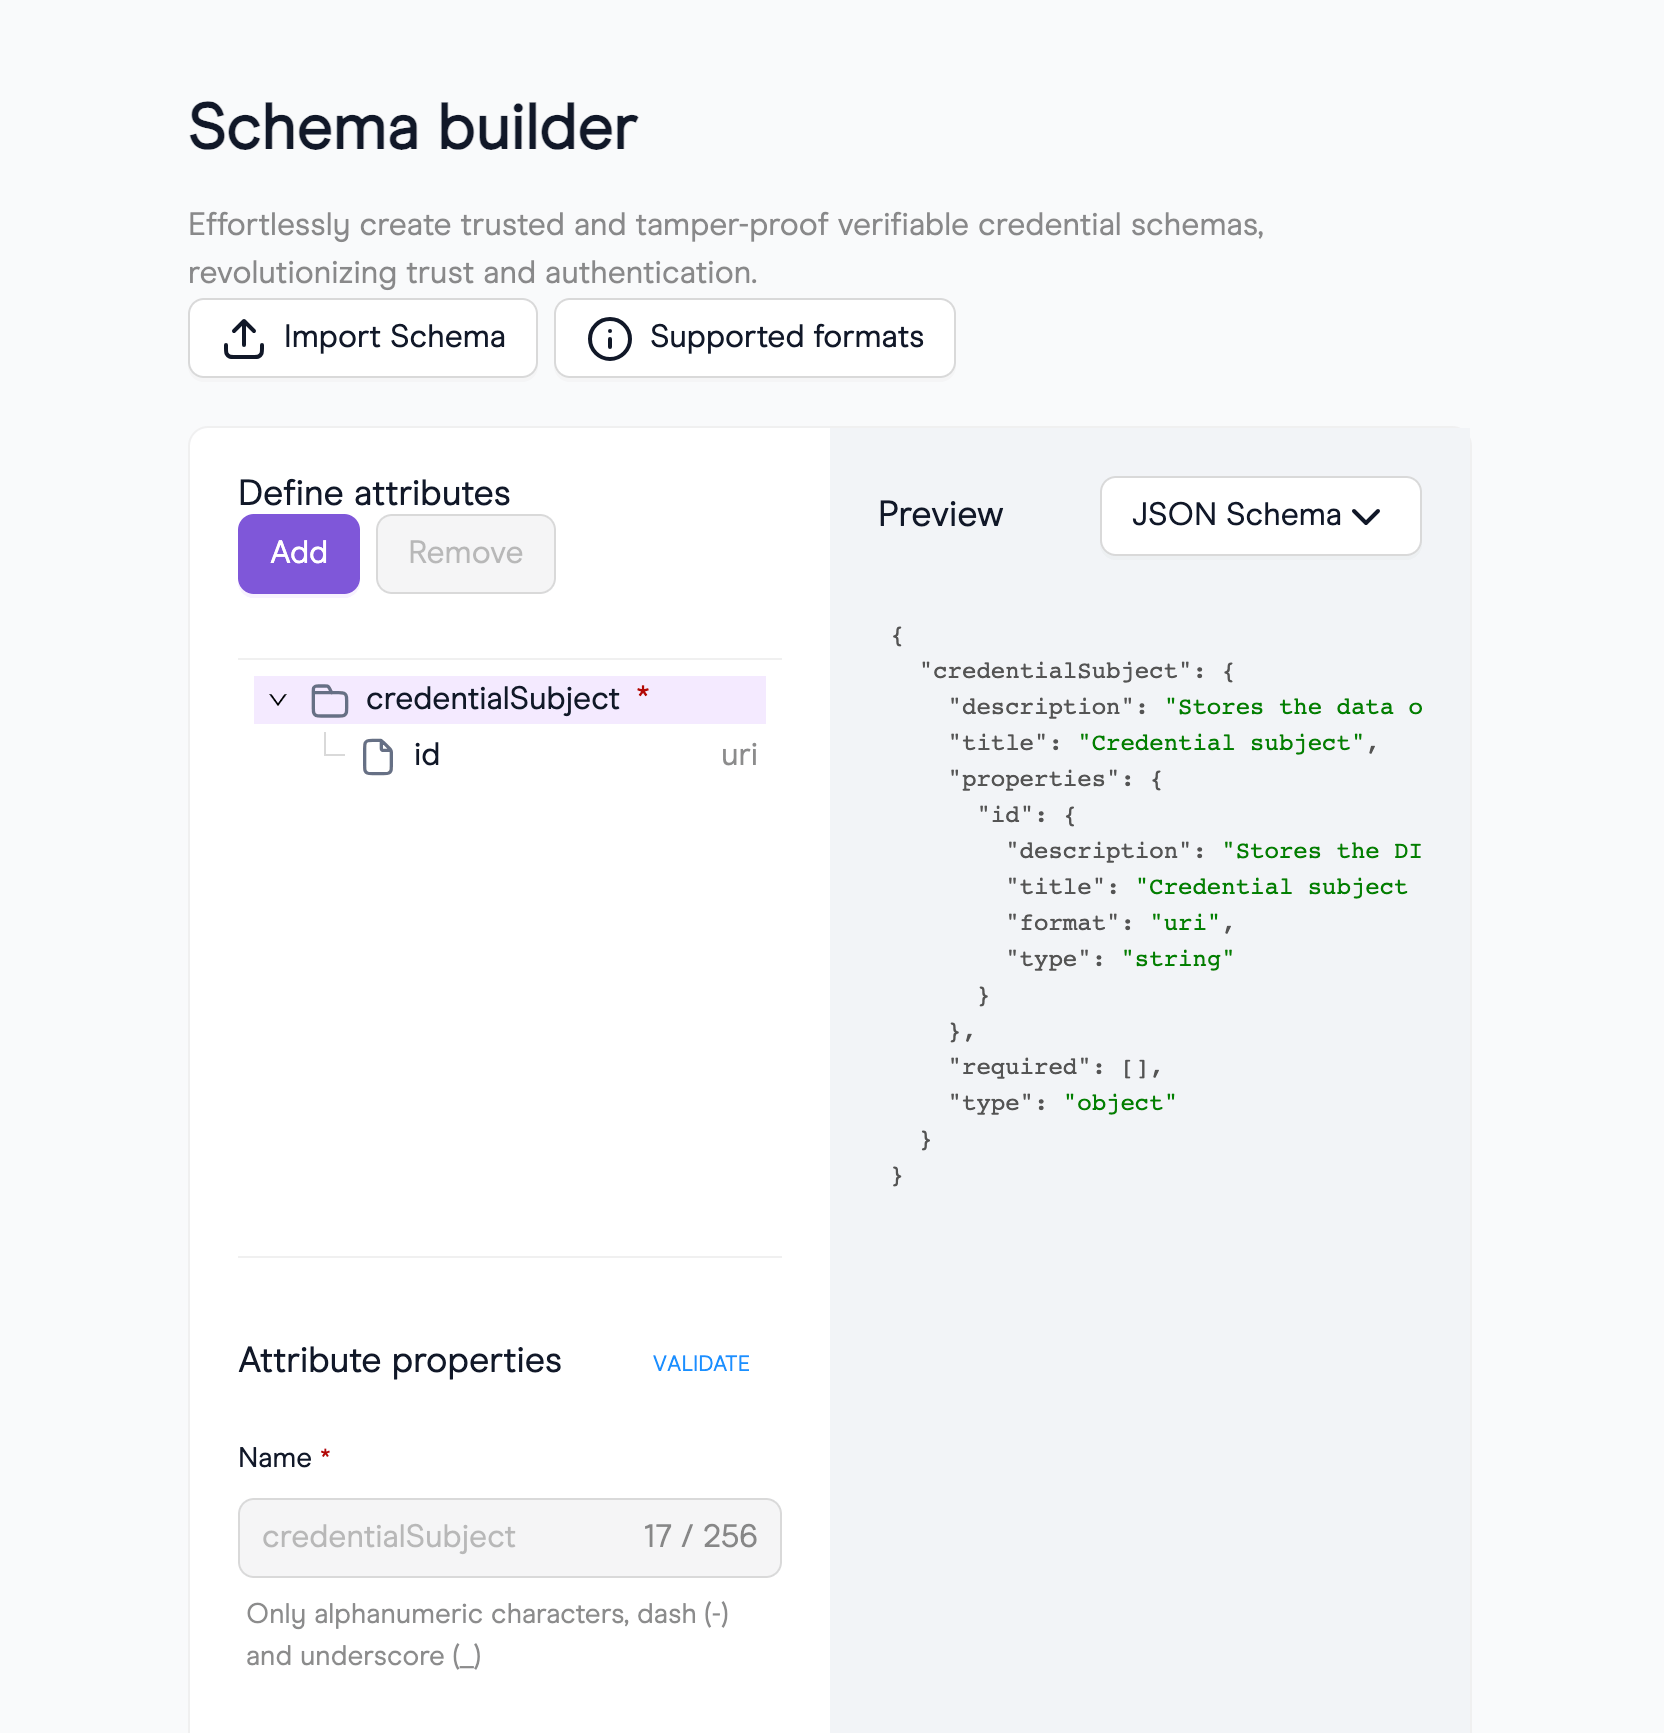 Schema builder
Effortlessly create trusted and tamper-proof verifiable credential schemas,
revolutionizing trust and authentication.
Import Schema
Supported formats
Define attributes
Add
Remove
credentialSubject *
id
uri
Attribute properties
VALIDATE
Name *
credentialSubject
17 / 256
Only alphanumeric characters, dash (-)
and underscore (_)
Preview
JSON Schema
{
"credentialSubject": {
"description": "Stores the data o
"title": "Credential subject",
"properties": {
"id": {
"description": "Stores the DI
"title": "Credential subject
"format": "uri",
"type": "string"
}
},
"required": [],
"type": "object"
}
}